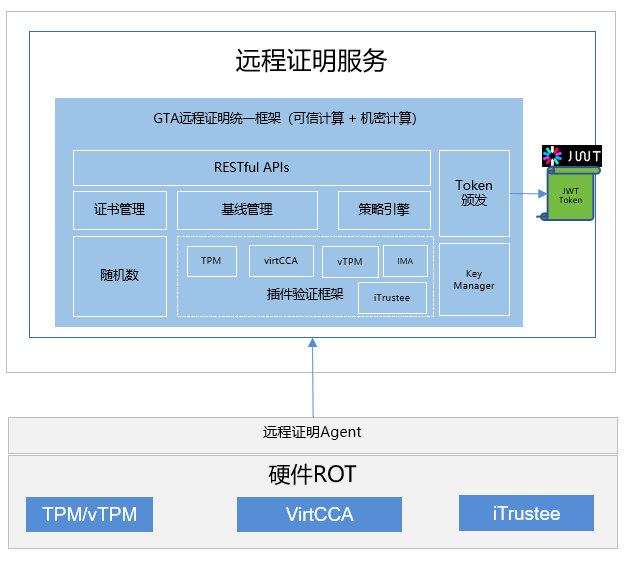 远程证明服务
GTA远程证明统一框架（可信计算 + 机密计算）
RESTful APIs
Token
颁发
JWT
JWT
Token
证书管理
基线管理
策略引擎
随机数
TPM
virtCCA
vTPM
IMA
插件验证框架
iTrustee
Key
Manager
远程证明Agent
硬件ROT
TPM/vTPM
VirtCCA
iTrustee